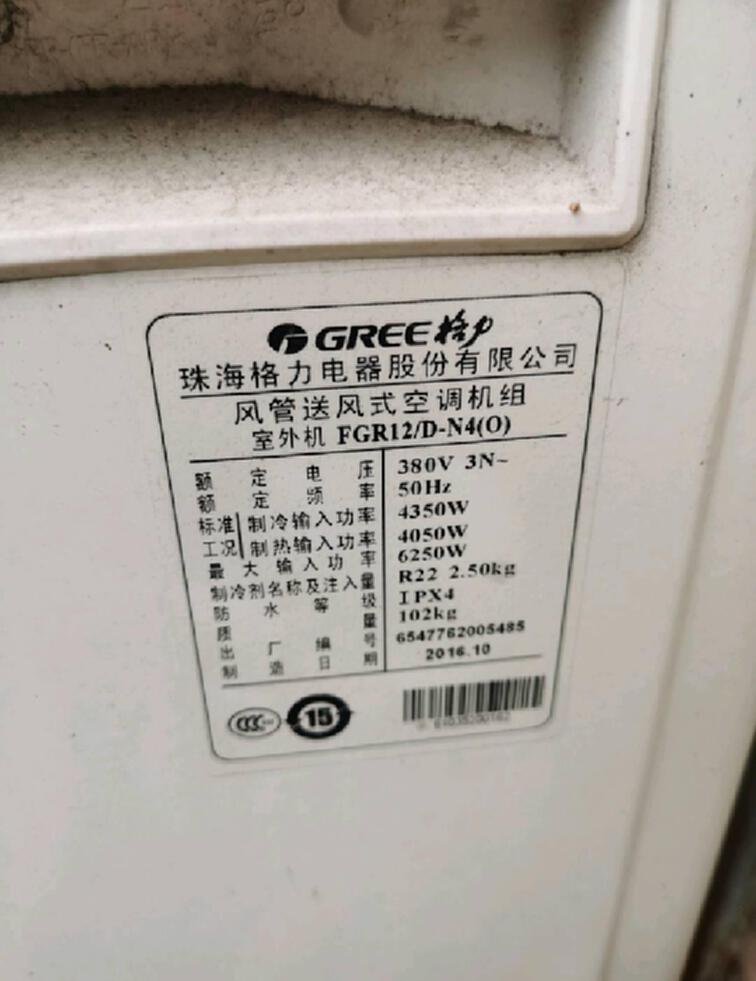 GREE格力
珠海格力电器股份有限公司
风管送风式空调机组
室外机 FGR12/D-N4(O)
额定电压 380V 3N~
额定频率 50Hz
标准工况 制冷输入功率 4350W
制热输入功率 4050W
最大输入功率 6250W
制冷剂名称及注入量 R22 2.50kg
防水等级 IPX4
质量 102kg
出厂编号 6547762005485
制造日期 2016.10
CCC 15